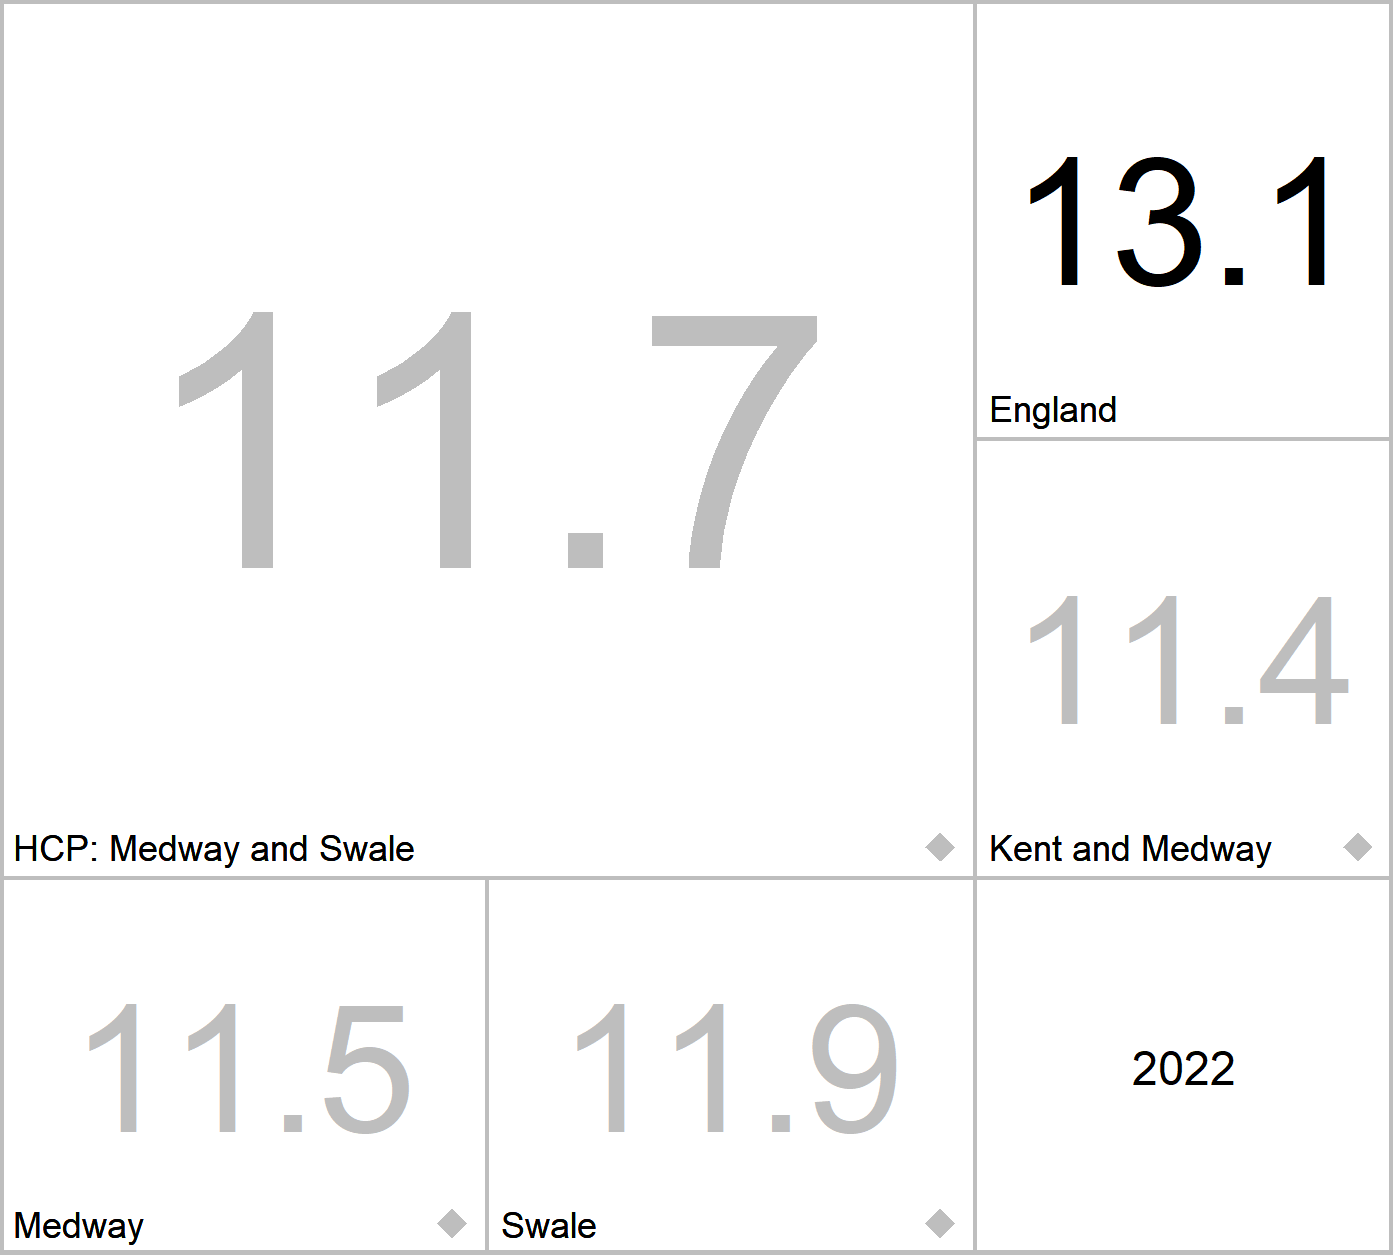 11.7
HCP: Medway and Swale
13.1
England
11.4
Kent and Medway
11.5
Medway
11.9
Swale
2022